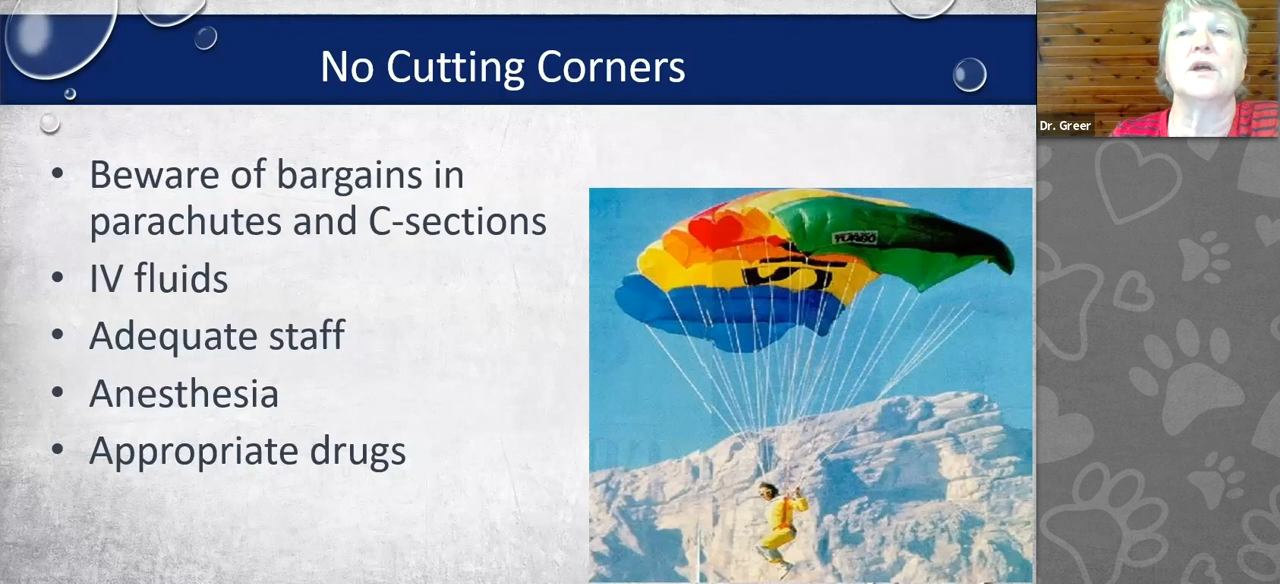 No Cutting Corners
Dr. Greer
• Beware of bargains in
parachutes and C-sections
• IV fluids
• Adequate staff
• Anesthesia
• Appropriate drugs
TURBO